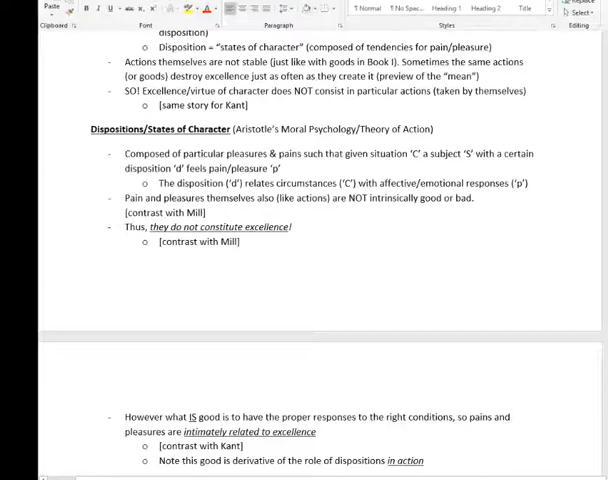 Paste
Clipboard
B I U abc x₂ x²
Font
Paragraph
¶ Normal ¶ No Spac... Heading 1 Heading 2 Title
Styles
Replace
Select
Editing
disposition)
o Disposition = “states of character” (composed of tendencies for pain/pleasure)
- Actions themselves are not stable (just like with goods in Book I). Sometimes the same actions
(or goods) destroy excellence just as often as they create it (preview of the “mean”)
- SO! Excellence/virtue of character does NOT consist in particular actions (taken by themselves)
o [same story for Kant]
Dispositions/States of Character (Aristotle’s Moral Psychology/Theory of Action)
- Composed of particular pleasures & pains such that given situation ‘C’ a subject ‘S’ with a certain
disposition ‘d’ feels pain/pleasure ‘p’
o The disposition (‘d’) relates circumstances (‘C’) with affective/emotional responses (‘p’)
- Pain and pleasures themselves also (like actions) are NOT intrinsically good or bad.
[contrast with Mill]
- Thus, they do not constitute excellence!
o [contrast with Mill]
- However what IS good is to have the proper responses to the right conditions, so pains and
pleasures are intimately related to excellence
o [contrast with Kant]
o Note this good is derivative of the role of dispositions in action